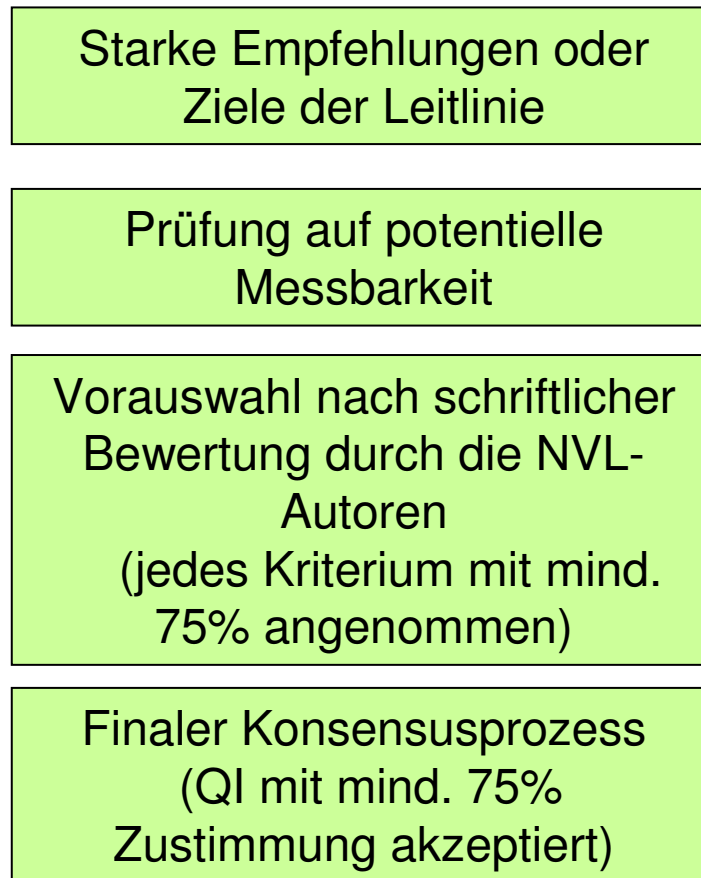 Starke Empfehlungen oder
Ziele der Leitlinie
Prüfung auf potentielle
Messbarkeit
Vorauswahl nach schriftlicher
Bewertung durch die NVL-
Autoren
(jedes Kriterium mit mind.
75% angenommen)
Finaler Konsensusprozess
(QI mit mind. 75%
Zustimmung akzeptiert)